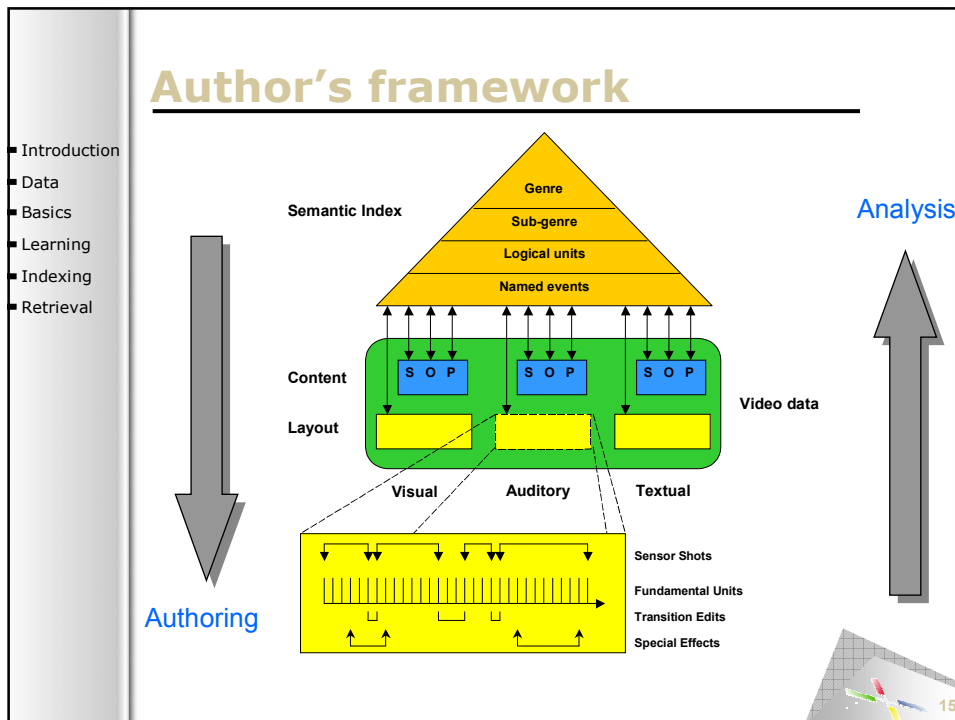 Author's framework
Introduction
Data
Basics
Learning
Indexing
Retrieval
Semantic Index
Genre
Sub-genre
Logical units
Named events
Analysis
Content
S O P
S O P
S O P
Layout
Video data
Visual
Auditory
Textual
Sensor Shots
Fundamental Units
Transition Edits
Special Effects
Authoring
15